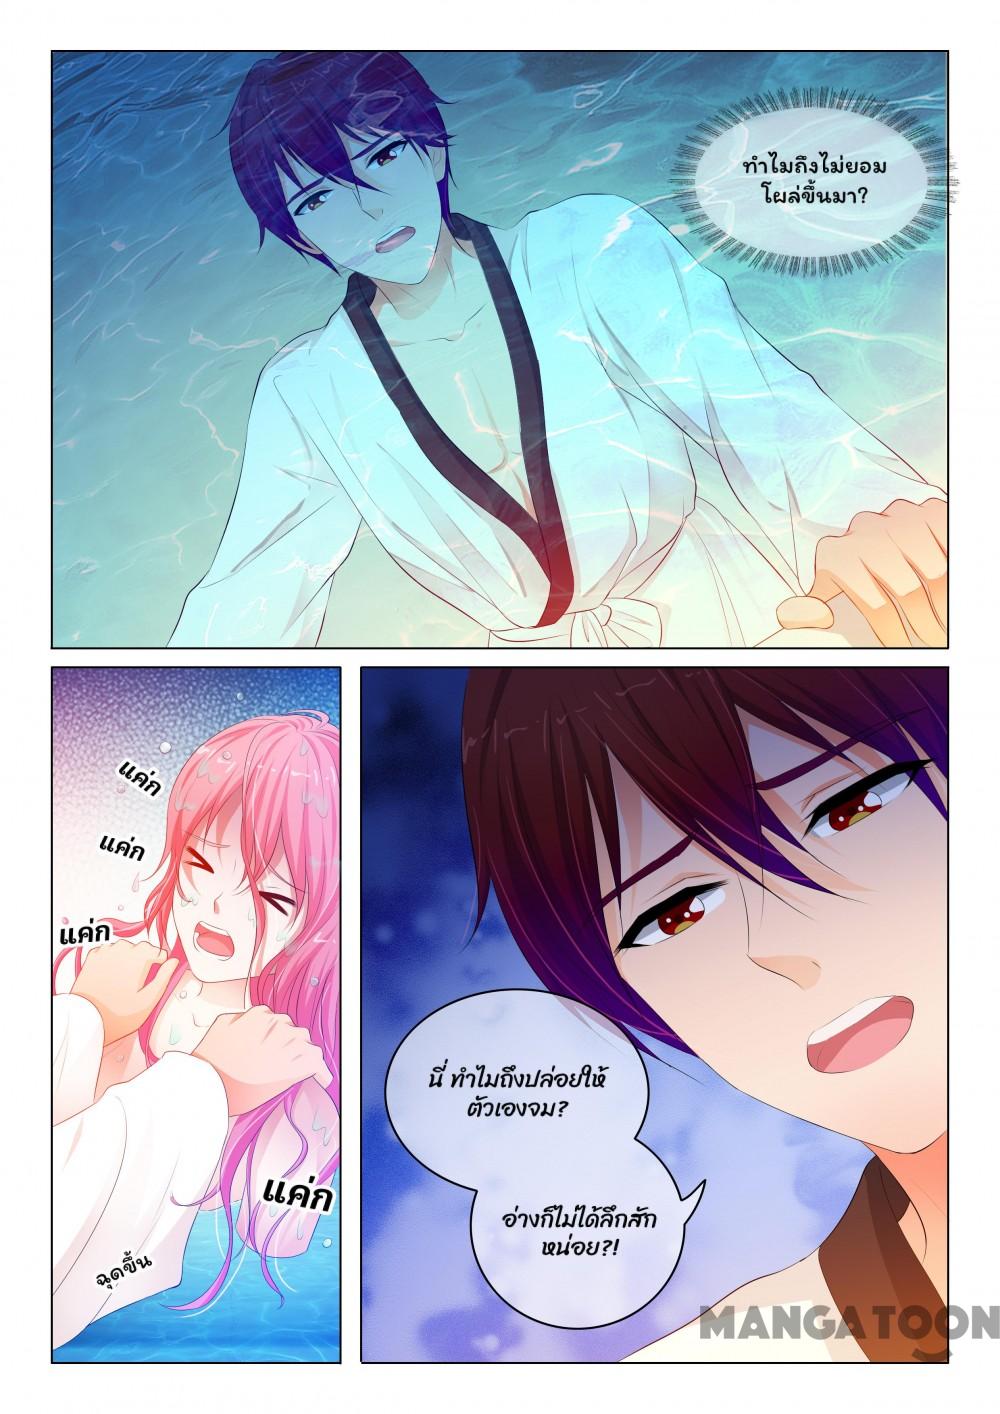 ทำไมถึงไม่ยอม
โผล่ขึ้นมา?
แค่ก
แค่ก
แค่ก
แค่ก
ฉุดขึ้น
นี่ ทำไมถึงปล่อยให้
ตัวเองจม?
อ่างก็ไม่ได้ลึกสัก
หน่อย?!
MANGATOON